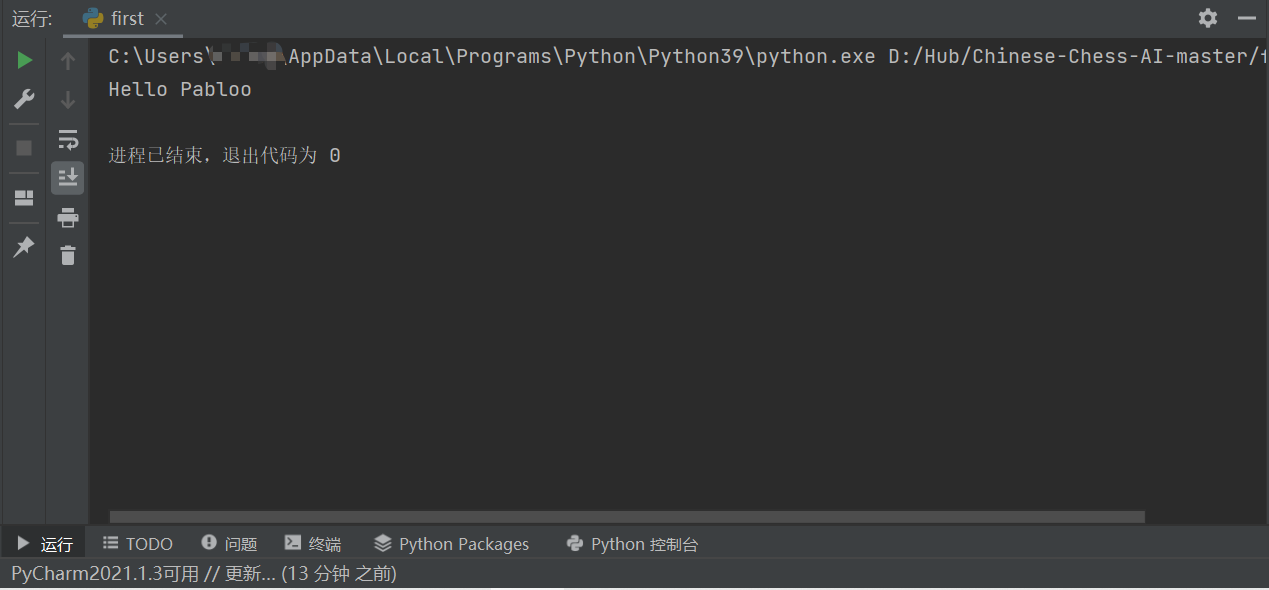 运行: first
C:\Users\ \AppData\Local\Programs\Python\Python39\python.exe D:/Hub/Chinese-Chess-AI-master/f
Hello Pabloo
进程已结束，退出代码为 0
运行 TODO 问题 终端 Python Packages Python 控制台
PyCharm2021.1.3可用 // 更新... (13 分钟 之前)